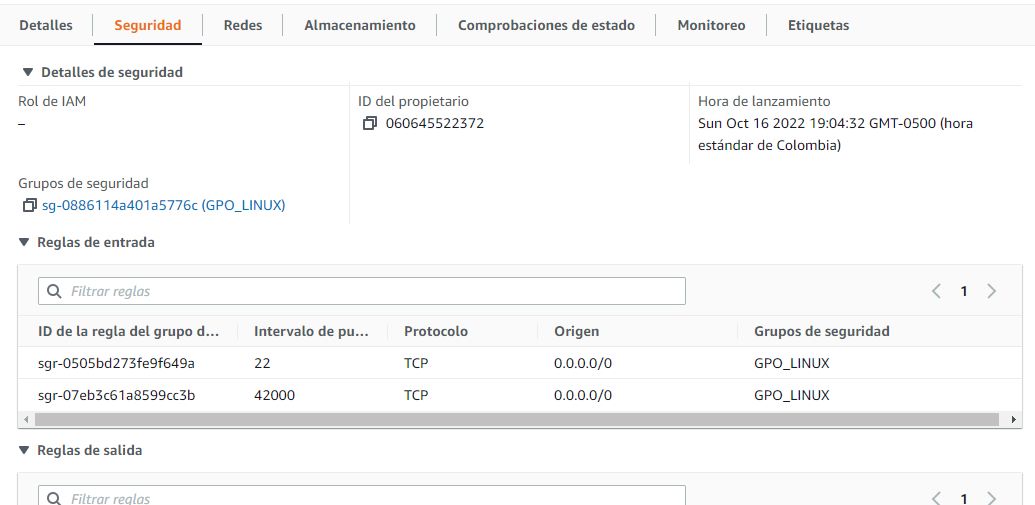 Detalles Seguridad Redes Almacenamiento Comprobaciones de estado Monitoreo Etiquetas
Detalles de seguridad
Rol de IAM
–
ID del propietario
060645522372
Hora de lanzamiento
Sun Oct 16 2022 19:04:32 GMT-0500 (hora
estándar de Colombia)
Grupos de seguridad
sg-0886114a401a5776c (GPO_LINUX)
Reglas de entrada
Filtrar reglas 1
ID de la regla del grupo d... Intervalo de pu... Protocolo Origen Grupos de seguridad
sgr-0505bd273fe9f649a 22 TCP 0.0.0.0/0 GPO_LINUX
sgr-07eb3c61a8599cc3b 42000 TCP 0.0.0.0/0 GPO_LINUX
Reglas de salida
Filtrar reglas 1